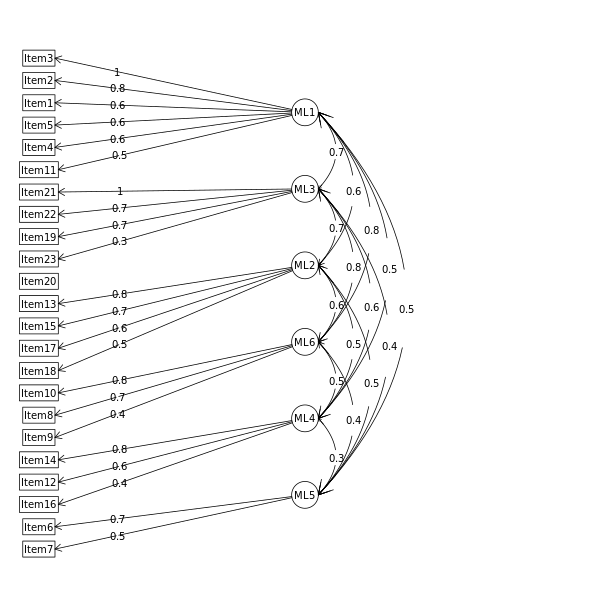 Item3
Item2
Item1
Item5
Item4
Item11
Item21
Item22
Item19
Item23
Item20
Item13
Item15
Item17
Item18
Item10
Item8
Item9
Item14
Item12
Item16
Item6
Item7
1
0.8
0.6
0.6
0.6
0.5
1
0.7
0.7
0.3
0.8
0.7
0.6
0.5
0.8
0.7
0.4
0.8
0.6
0.4
0.7
0.5
ML1
ML3
ML2
ML6
ML4
ML5
0.7
0.7
0.6
0.5
0.3
0.6
0.8
0.5
0.4
0.8
0.6
0.5
0.5
0.4
0.5